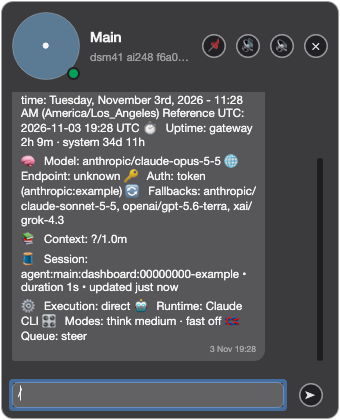 Main
dsm41 ai248 f6a0...
time: Tuesday, November 3rd, 2026 - 11:28
AM (America/Los_Angeles) Reference UTC:
2026-11-03 19:28 UTC ⏱️ Uptime: gateway
2h 9m · system 34d 11h
🧠 Model: anthropic/claude-opus-5-5 🌐
Endpoint: unknown 🔑 Auth: token
(anthropic:example) 🔄 Fallbacks: anthropic/
claude-sonnet-5-5, openai/gpt-5.6-terra, xai/
grok-4.3
📚 Context: ?/1.0m
🧵 Session:
agent:main:dashboard:00000000-example •
duration 1s • updated just now
⚙️ Execution: direct 🤖 Runtime: Claude
CLI 🎛️ Modes: think medium · fast off 🪢
Queue: steer
3 Nov 19:28
/